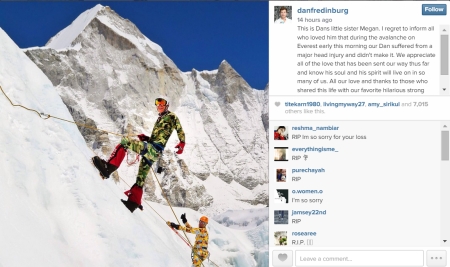 danfredinburg
Follow
14 hours ago
This is Dans little sister Megan. I regret to inform all
who loved him that during the avalanche on
Everest early this morning our Dan suffered from a
major head injury and didn't make it. We appreciate
all of the love that has been sent our way thus far
and know his soul and his spirit will live on in so
many of us. All our love and thanks to those who
shared this life with our favorite hilarious strong
titekarn1980, livingmyway27, amy_sirikul and 7,015
others like this.
reshma_nambiar
RIP Im so sorry for your loss
everythingisme_
RIP
purechayah
RIP
o.women.o
I'm so sorry
jamsey22nd
RIP
rosearee
R.I.P.
Leave a comment...